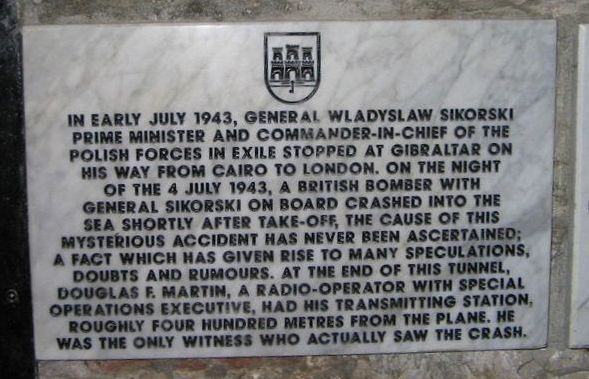 IN EARLY JULY 1943, GENERAL WLADYSLAW SIKORSKI
PRIME MINISTER AND COMMANDER-IN-CHIEF OF THE
POLISH FORCES IN EXILE STOPPED AT GIBRALTAR ON
HIS WAY FROM CAIRO TO LONDON. ON THE NIGHT
OF THE 4 JULY 1943, A BRITISH BOMBER WITH
GENERAL SIKORSKI ON BOARD CRASHED INTO THE
SEA SHORTLY AFTER TAKE-OFF, THE CAUSE OF THIS
MYSTERIOUS ACCIDENT HAS NEVER BEEN ASCERTAINED;
A FACT WHICH HAS GIVEN RISE TO MANY SPECULATIONS,
DOUBTS AND RUMOURS. AT THE END OF THIS TUNNEL,
DOUGLAS F. MARTIN, A RADIO-OPERATOR WITH SPECIAL
OPERATIONS EXECUTIVE, HAD HIS TRANSMITTING STATION,
ROUGHLY FOUR HUNDRED METRES FROM THE PLANE. HE
WAS THE ONLY WITNESS WHO ACTUALLY SAW THE CRASH.